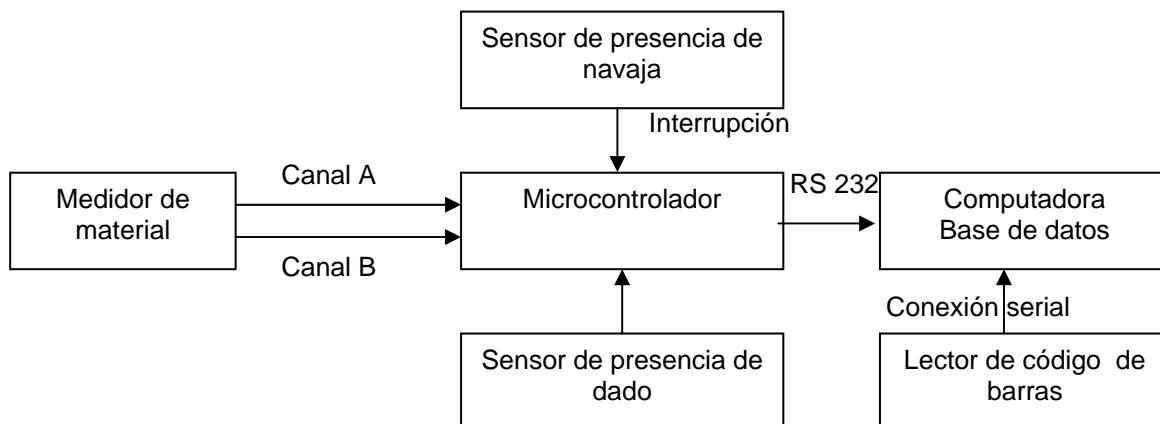 Sensor de presencia de
navaja
Interrupción
Canal A
RS 232
Medidor de
material
Microcontrolador
Computadora
Base de datos
Canal B
Conexión serial
Sensor de presencia de
dado
Lector de código de
barras